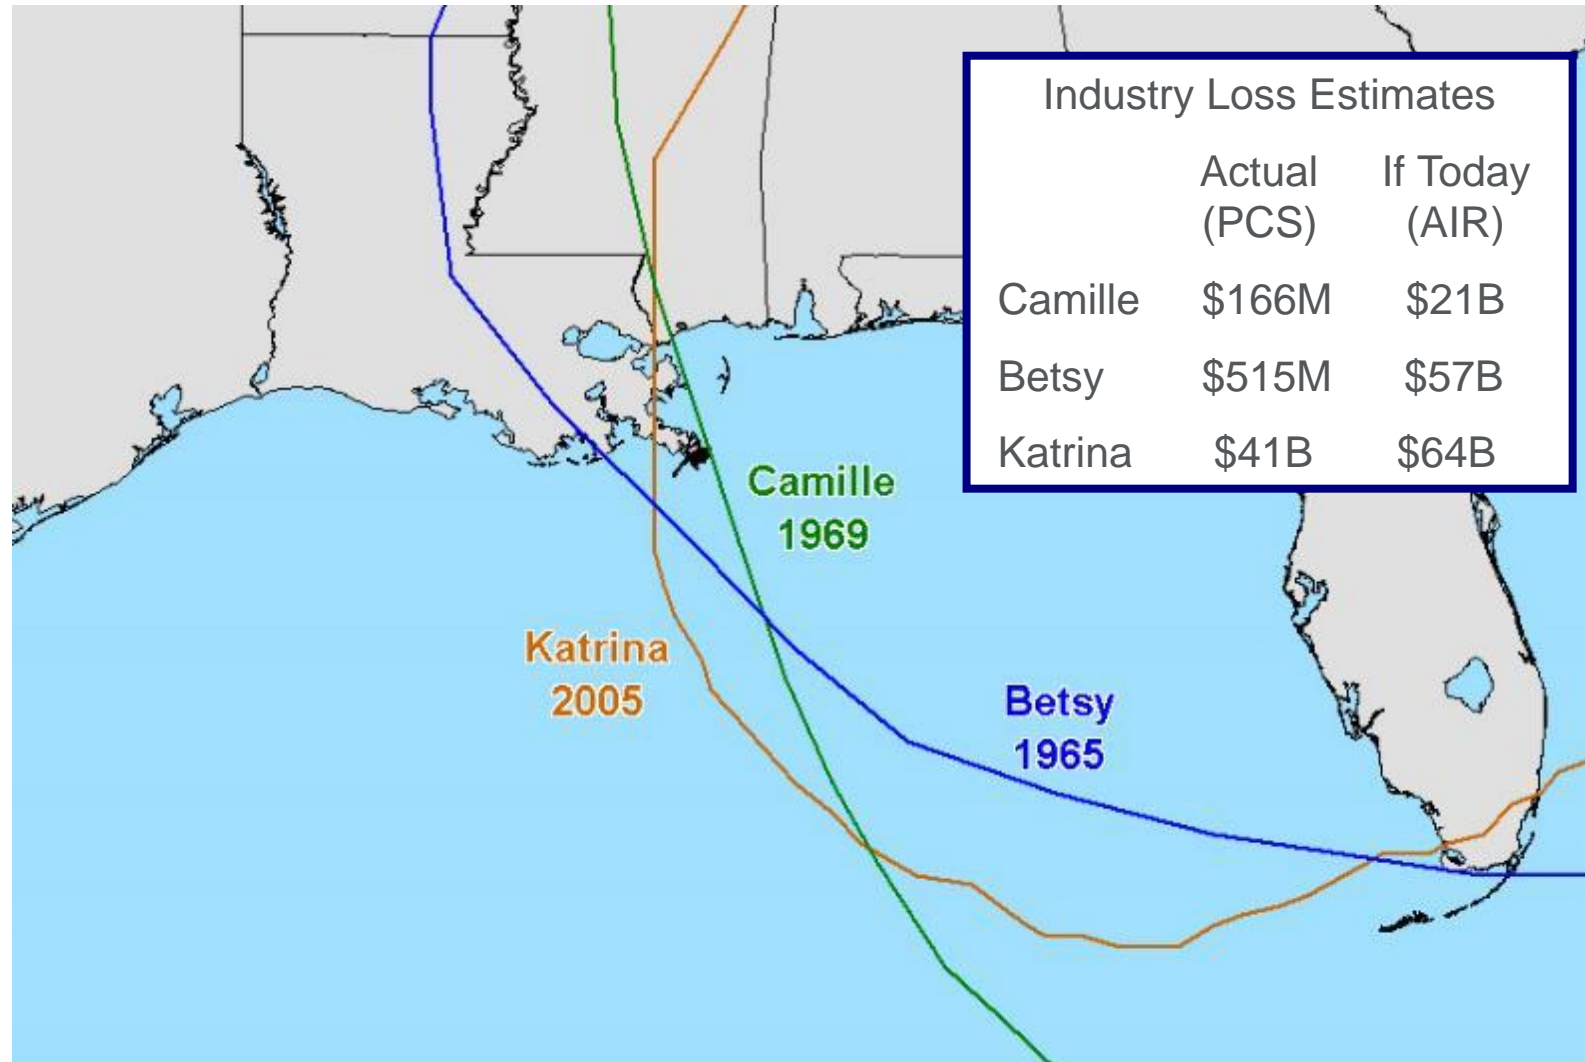 Industry Loss Estimates
Actual If Today
(PCS) (AIR)
Camille $166M $21B
Betsy $515M $57B
Katrina $41B $64B
Camille
1969
Katrina
2005
Betsy
1965